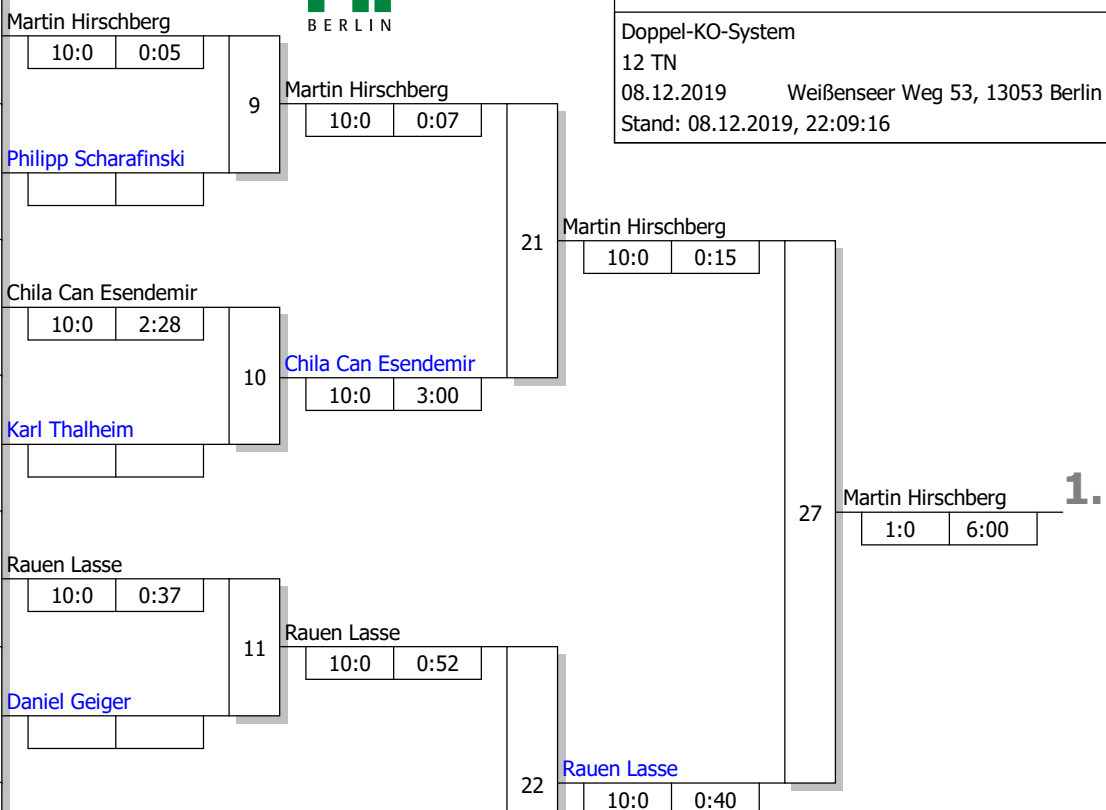 BERLIN
Doppel-KO-System
12 TN
08.12.2019 Weißenseer Weg 53, 13053 Berlin
Stand: 08.12.2019, 22:09:16
Martin Hirschberg
10:0 0:05
9
Philipp Scharafinski
Martin Hirschberg
10:0 0:07
Chila Can Esendemir
10:0 2:28
10
Karl Thalheim
Chila Can Esendemir
10:0 3:00
21
Martin Hirschberg
10:0 0:15
Rauen Lasse
10:0 0:37
11
Daniel Geiger
Rauen Lasse
10:0 0:52
22
Rauen Lasse
10:0 0:40
27
Martin Hirschberg 1.
1:0 6:00